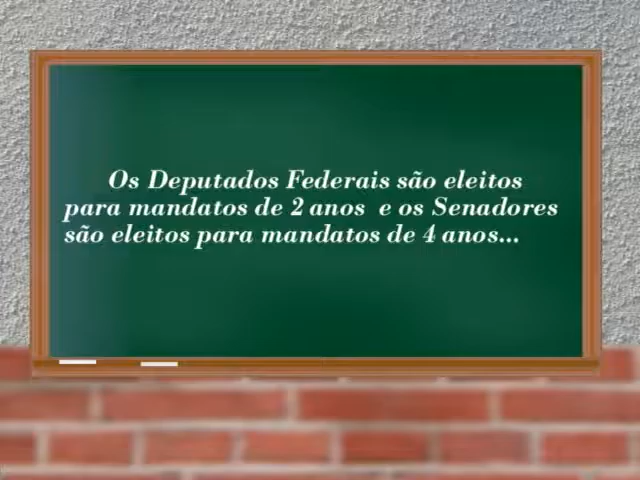 Os Deputados Federais são eleitos
para mandatos de 2 anos e os Senadores
são eleitos para mandatos de 4 anos...